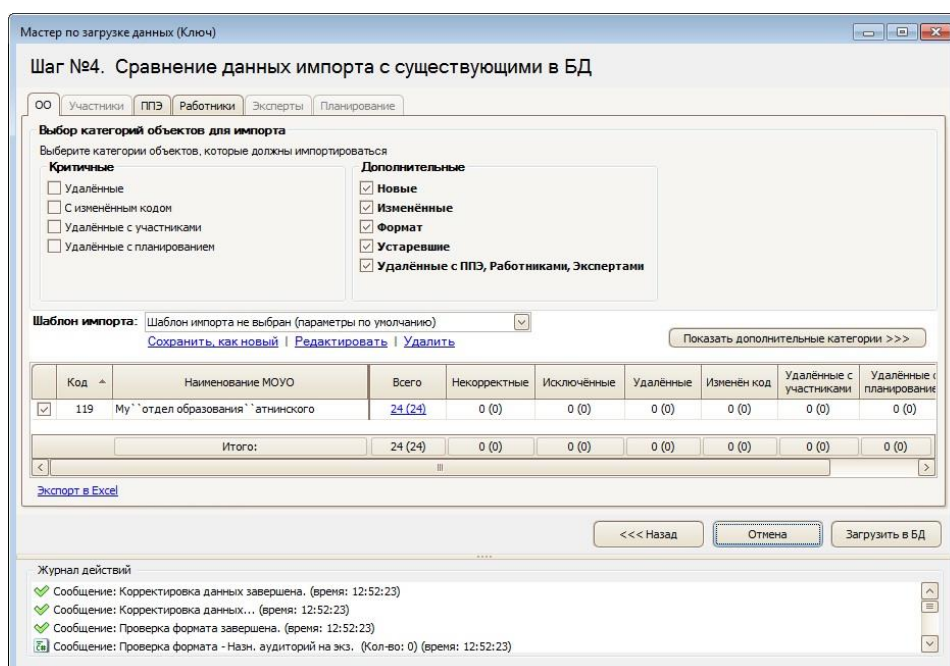 Мастер по загрузке данных (Ключ)
Шаг №4. Сравнение данных импорта с существующими в БД
ОО Участники ППЭ Работники Эксперты Планирование
Выбор категорий объектов для импорта
Выберите категории объектов, которые должны импортироваться
Критичные
Удалённые
С изменённым кодом
Удалённые с участниками
Удалённые с планированием
Дополнительные
Новые
Изменённые
Формат
Устаревшие
Удалённые с ППЭ, Работниками, Экспертами
Шаблон импорта: Шаблон импорта не выбран (параметры по умолчанию)
Сохранить, как новый | Редактировать | Удалить
Показать дополнительные категории >>>
Код Наименование МОУО Всего Некорректные Исключённые Удалённые Изменён код Удалённые с участниками Удалённые с планирование
119 Му``отдел образования``атнинского 24 (24) 0 (0) 0 (0) 0 (0) 0 (0) 0 (0) 0 (0)
Итого: 24 (24) 0 (0) 0 (0) 0 (0) 0 (0) 0 (0) 0 (0)
Экспорт в Excel
<<< Назад Отмена Загрузить в БД
Журнал действий
Сообщение: Корректировка данных завершена. (время: 12:52:23)
Сообщение: Корректировка данных... (время: 12:52:23)
Сообщение: Проверка формата завершена. (время: 12:52:23)
Сообщение: Проверка формата - Назн. аудиторий на экз. (Кол-во: 0) (время: 12:52:23)